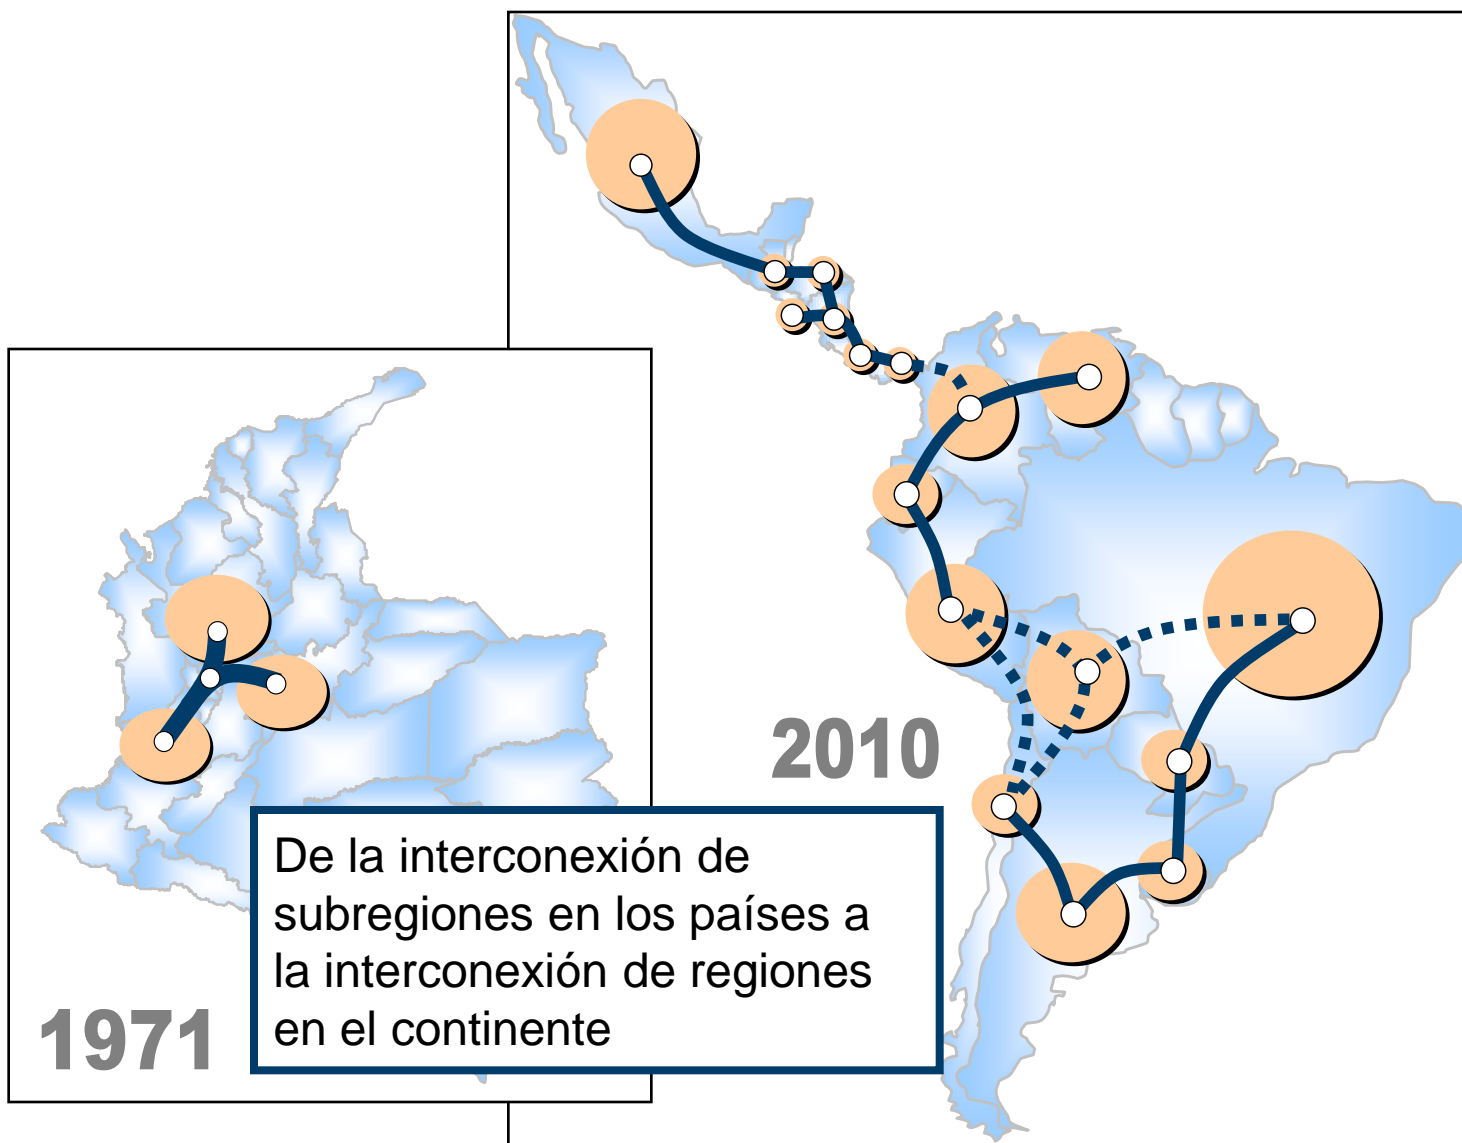 2010
De la interconexión de
subregiones en los países a
la interconexión de regiones
en el continente
1971